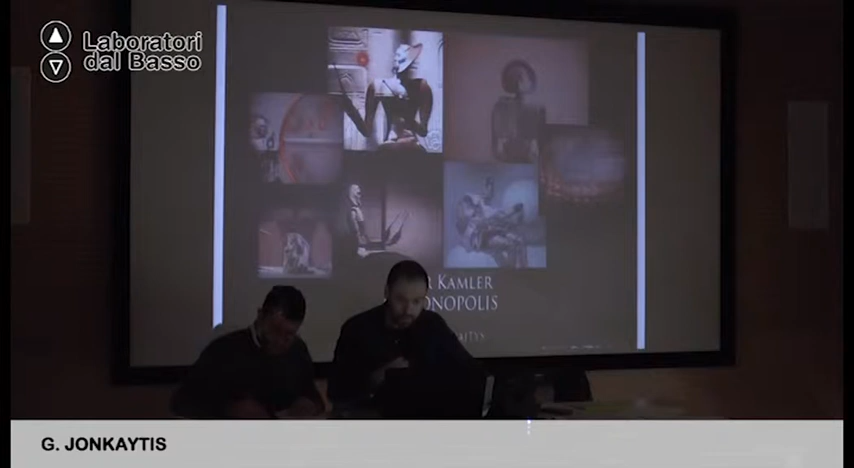 Laboratori
dal Basso
R KAMLER
ONOPOLIS
G. JONKAYTIS